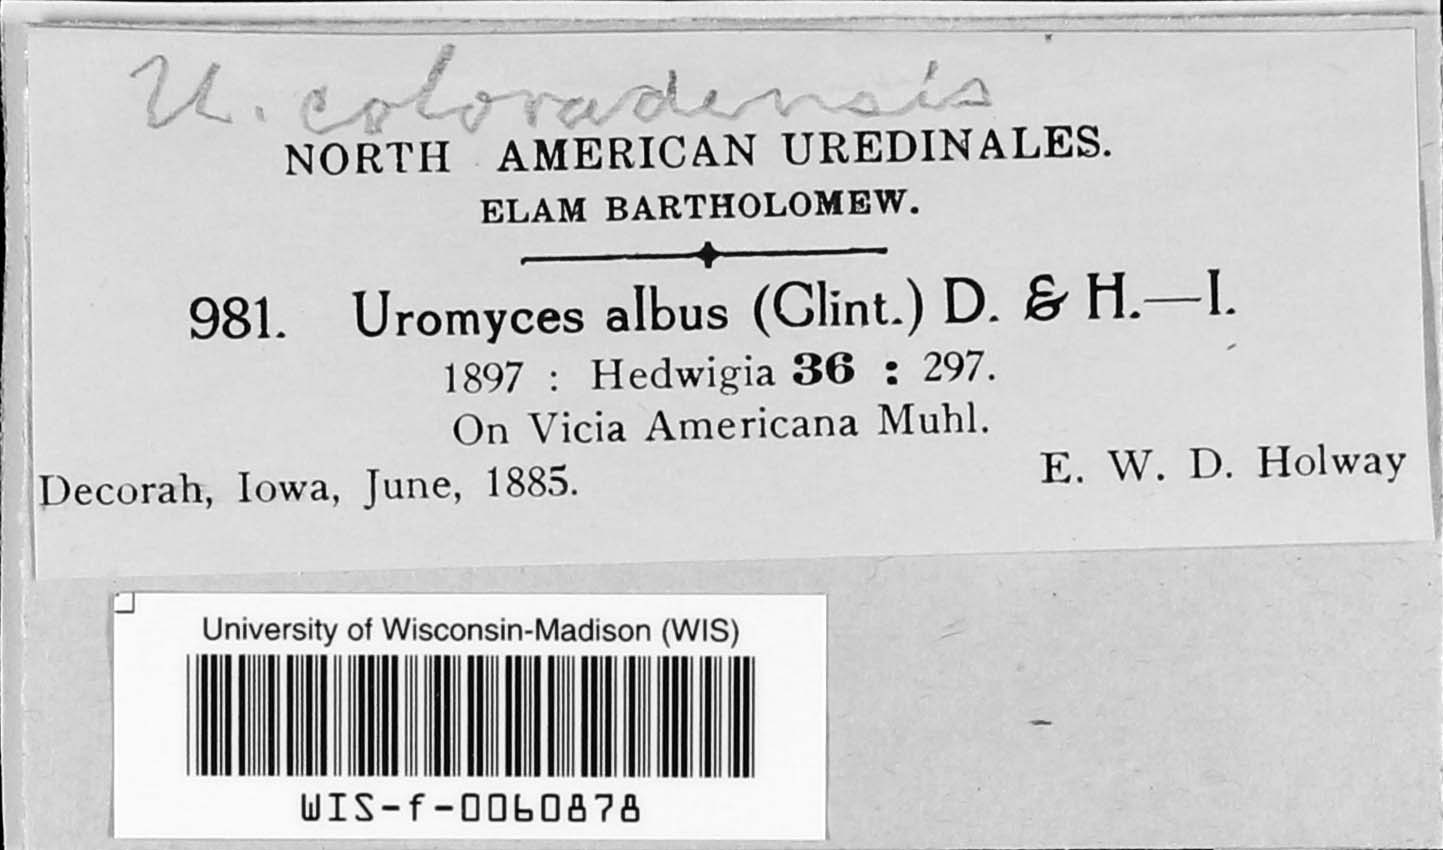 U. coloradensis
NORTH AMERICAN UREDINALES.
ELAM BARTHOLOMEW.
981. Uromyces albus (Clint.) D. & H.—I.
1897 : Hedwigia 36 : 297.
On Vicia Americana Muhl.
Decorah, Iowa, June, 1885. E. W. D. Holway
University of Wisconsin-Madison (WIS)
WIS-f-0060878